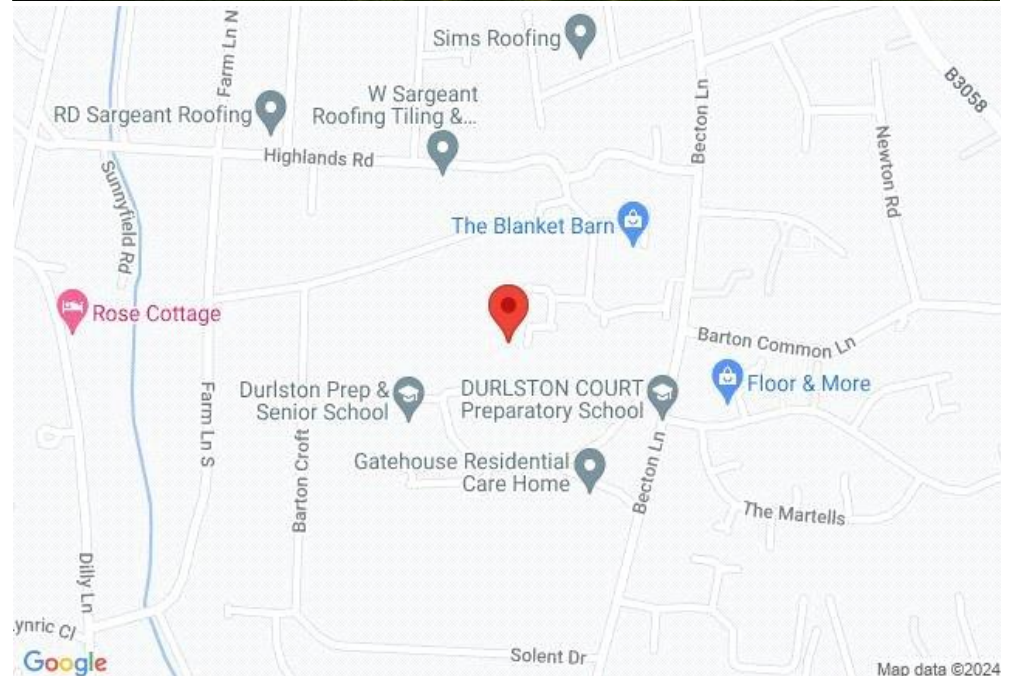 Sims Roofing
Farm Ln N
B3058
W Sargeant
Roofing Tiling &...
RD Sargeant Roofing
Becton Ln
Highlands Rd
Newton Rd
Sunnyfield Rd
The Blanket Barn
Rose Cottage
Barton Common Ln
Durlston Prep &
Senior School
DURLSTON COURT
Preparatory School
Floor & More
Farm Ln S
Barton Croft
Gatehouse Residential
Care Home
Becton Ln
The Martells
Dilly Ln
ynric Cl
Solent Dr
Google
Map data ©2024